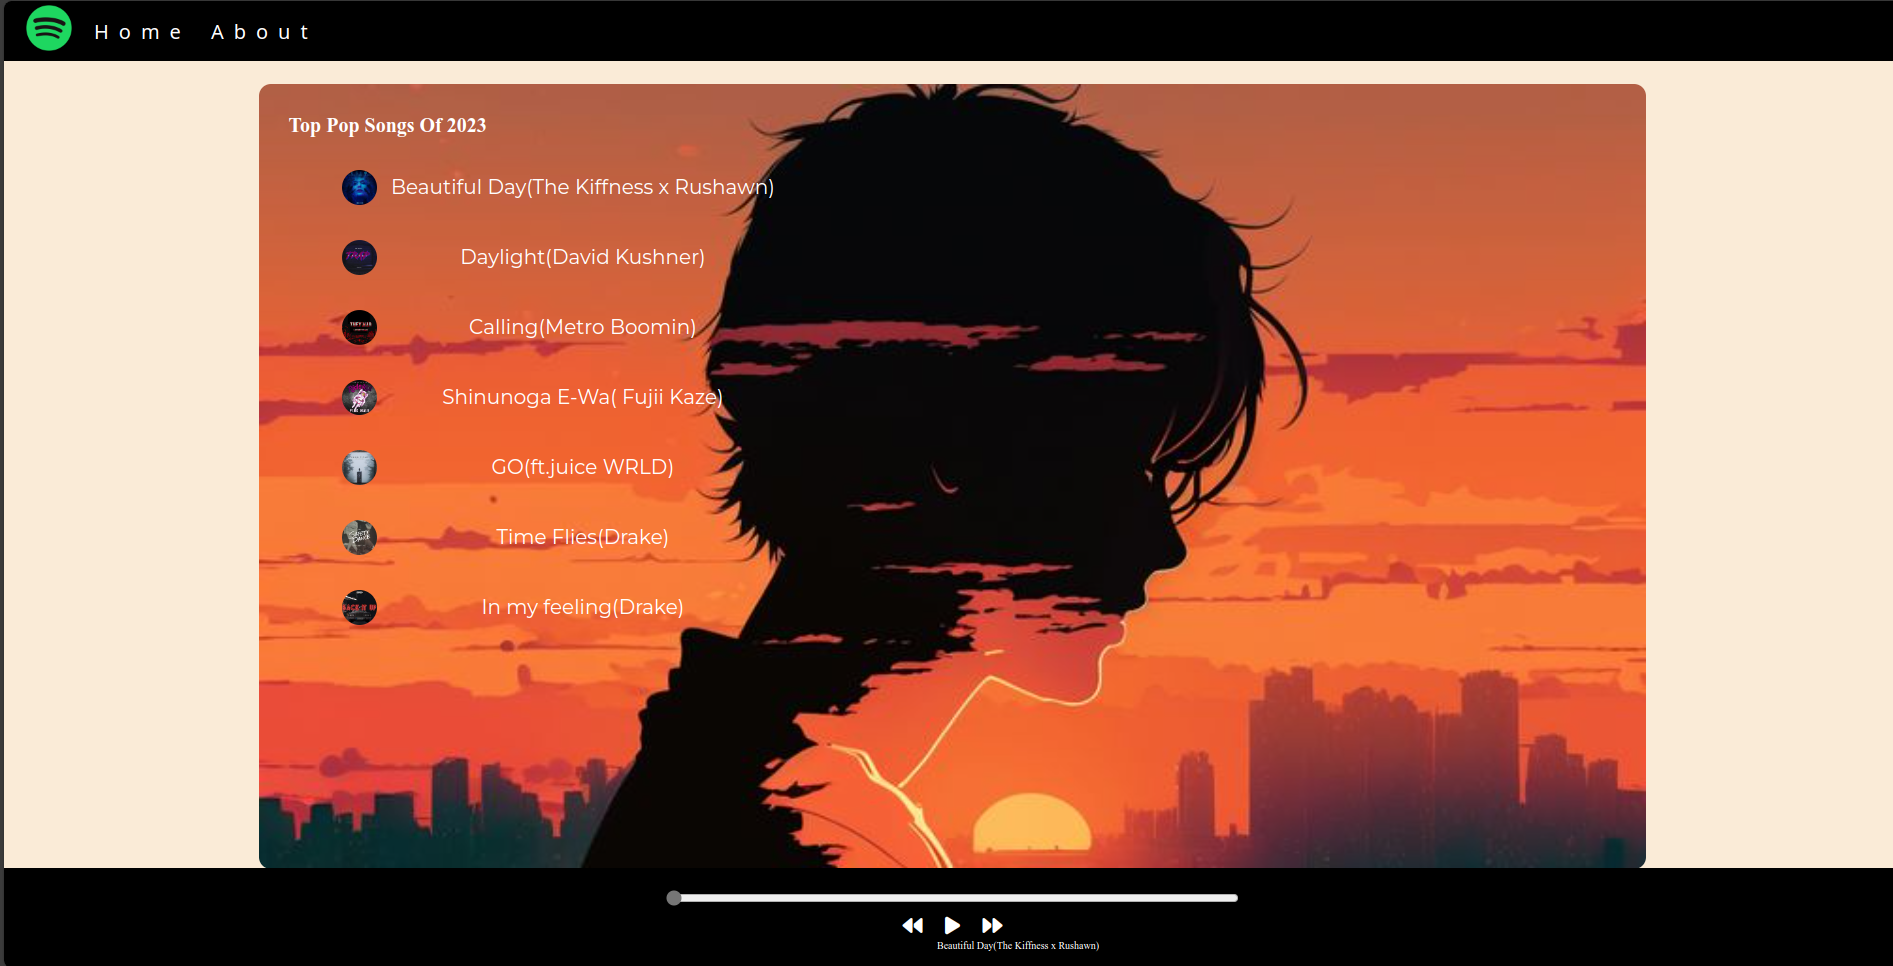 Home About
Top Pop Songs Of 2023
Beautiful Day(The Kiffness x Rushawn)
Daylight(David Kushner)
Calling(Metro Boomin)
Shinunoga E-Wa( Fujii Kaze)
GO(ft.juice WRLD)
Time Flies(Drake)
In my feeling(Drake)
Beautiful Day(The Kiffness x Rushawn)